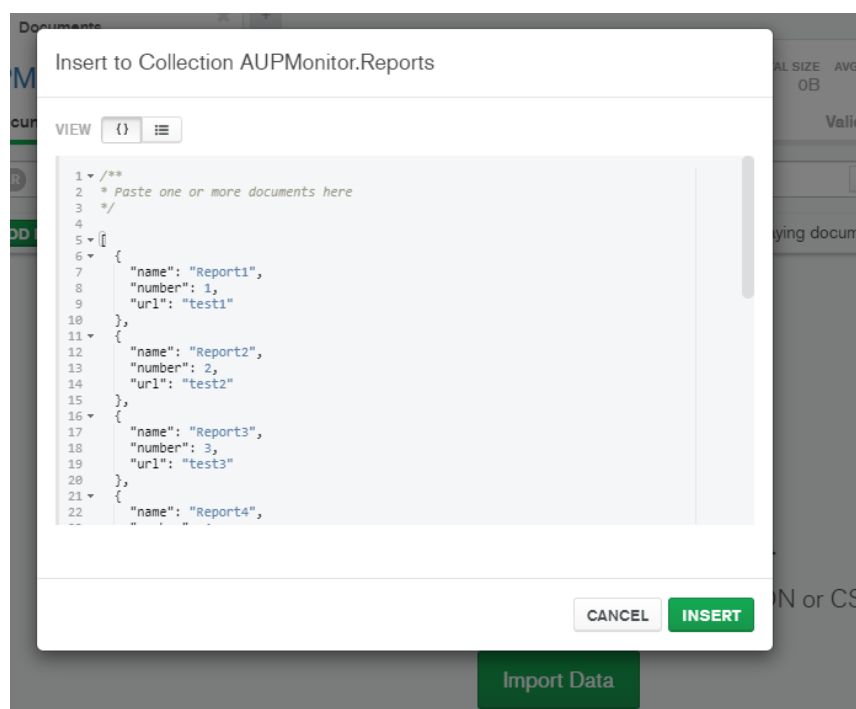 Documents
Insert to Collection AUPMonitor.Reports
AL SIZE AVG
0B
VIEW {}
Vali
1 /**
2 * Paste one or more documents here
3 */
4
5 [
6 {
7 "name": "Report1",
8 "number": 1,
9 "url": "test1"
10 },
11 {
12 "name": "Report2",
13 "number": 2,
14 "url": "test2"
15 },
16 {
17 "name": "Report3",
18 "number": 3,
19 "url": "test3"
20 },
21 {
22 "name": "Report4",
ying docum
N or CS
CANCEL INSERT
Import Data